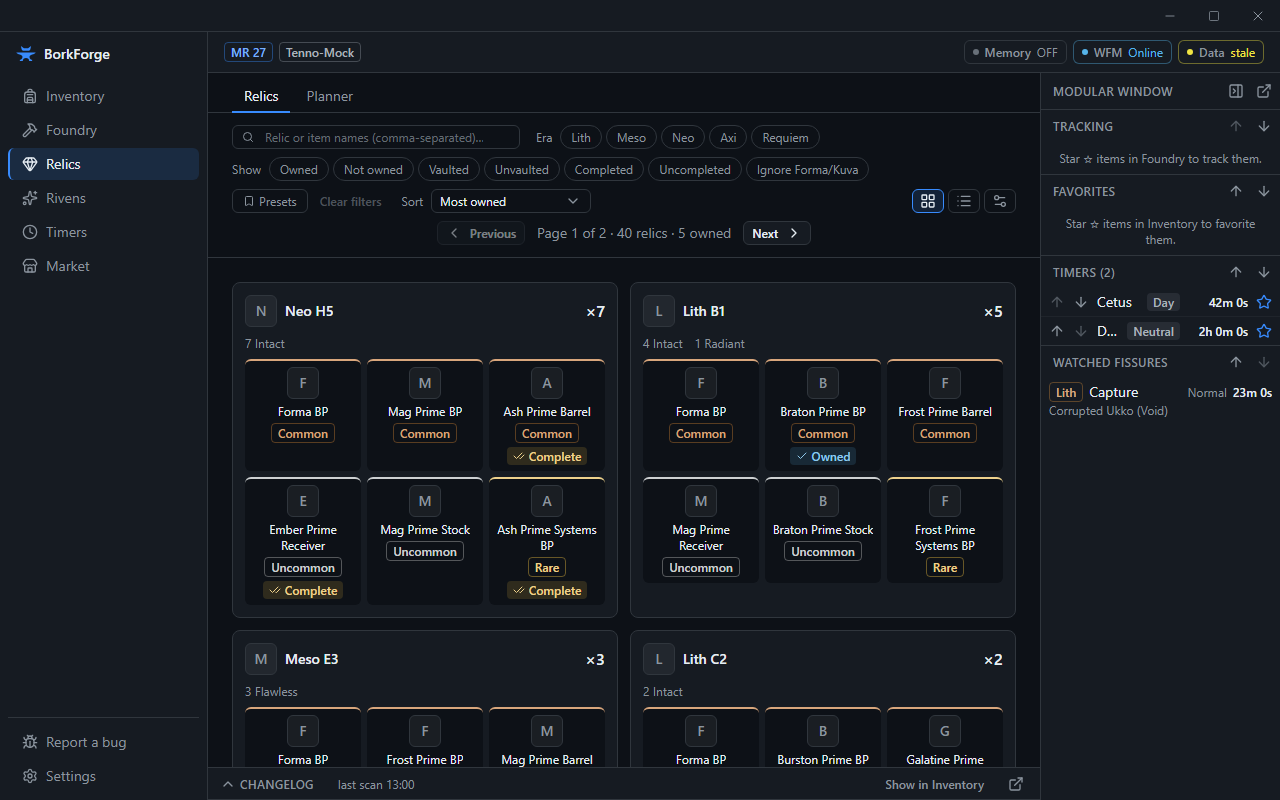 BorkForge
MR 27 Tenno-Mock Memory OFF WFM Online Data stale
Inventory
Foundry
Relics
Rivens
Timers
Market
Report a bug
Settings
Relics Planner
Relic or item names (comma-separated)... Era Lith Meso Neo Axi Requiem
Show Owned Not owned Vaulted Unvaulted Completed Uncompleted Ignore Forma/Kuva
Presets Clear filters Sort Most owned
Previous Page 1 of 2 · 40 relics · 5 owned Next
N Neo H5 ×7
7 Intact
F M A
Forma BP Mag Prime BP Ash Prime Barrel
Common Common Common
Complete
E M A
Ember Prime Receiver Mag Prime Stock Ash Prime Systems BP
Uncommon Uncommon Rare
Complete Complete
L Lith B1 ×5
4 Intact 1 Radiant
F B F
Forma BP Braton Prime BP Frost Prime Barrel
Common Common Common
Owned
M B F
Mag Prime Receiver Braton Prime Stock Frost Prime Systems BP
Uncommon Uncommon Rare
M Meso E3 ×3
3 Flawless
F F M
Forma BP Frost Prime BP Mag Prime Barrel
L Lith C2 ×2
2 Intact
F B G
Forma BP Burston Prime BP Galatine Prime
CHANGELOG last scan 13:00 Show in Inventory
MODULAR WINDOW
TRACKING
Star ☆ items in Foundry to track them.
FAVORITES
Star ☆ items in Inventory to favorite
them.
TIMERS (2)
Cetus Day 42m 0s
D... Neutral 2h 0m 0s
WATCHED FISSURES
Lith Capture Normal 23m 0s
Corrupted Ukko (Void)